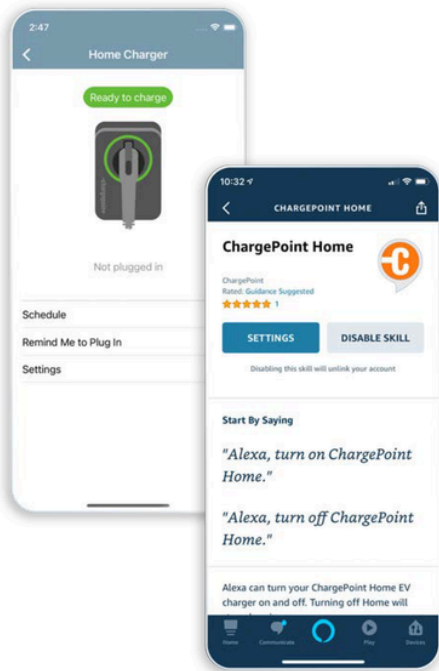 2:47
Home Charger
Ready to charge
Not plugged in
Schedule
Remind Me to Plug In
Settings
10:32
CHARGEPOINT HOME
ChargePoint Home
ChargePoint
Rated: Guidance Suggested
1
SETTINGS
DISABLE SKILL
Disabling this skill will unlink your account
Start By Saying
"Alexa, turn on ChargePoint
Home."
"Alexa, turn off ChargePoint
Home."
Alexa can turn your ChargePoint Home EV
charger on and off. Turning off Home will
Home
Communicate
Play
Devices